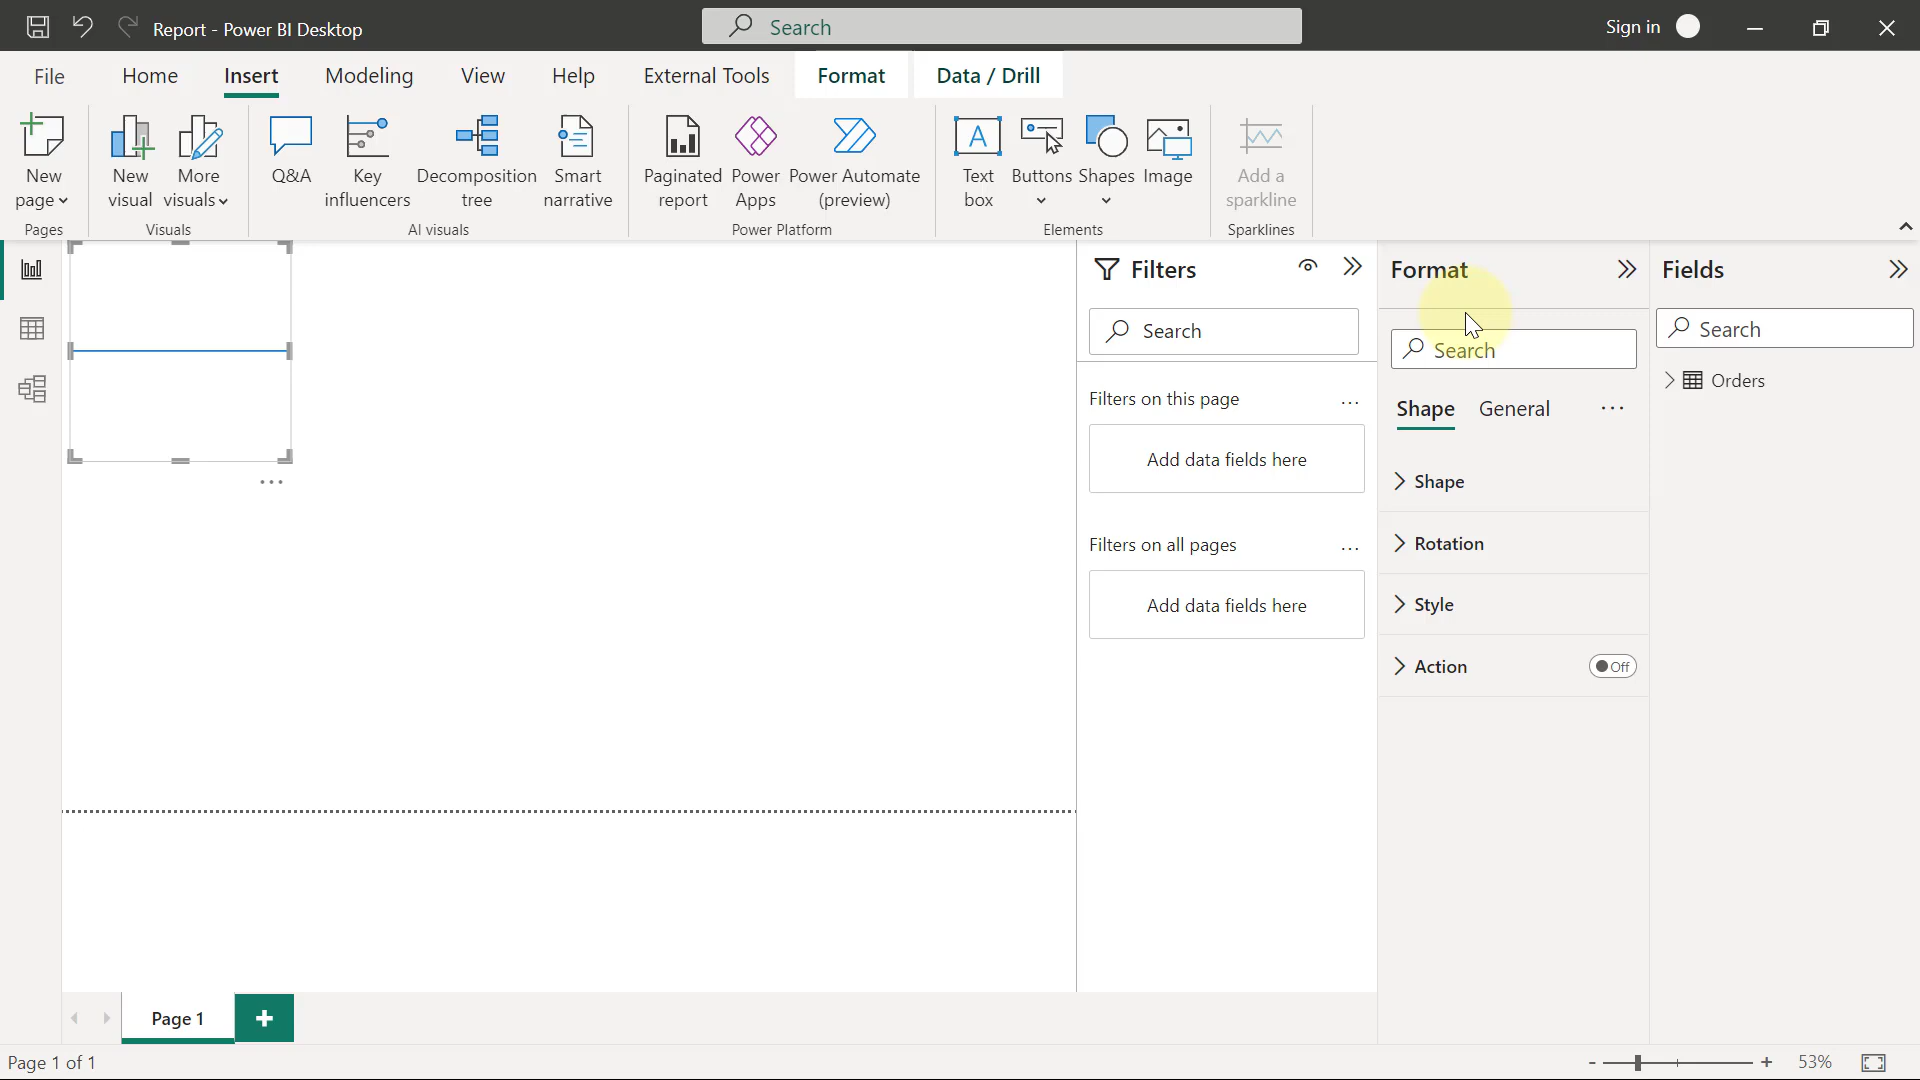 Report - Power BI Desktop
Search
Sign in
File
Home
Insert
Modeling
View
Help
External Tools
Format
Data / Drill
New
page
New
visual
More
visuals
Q&A
Key
influencers
Decomposition
tree
Smart
narrative
Paginated
report
Power
Apps
Power Automate
(preview)
A
Text
box
Buttons
Shapes
Image
Add a
sparkline
Pages
Visuals
AI visuals
Power Platform
Elements
Sparklines
Filters
Search
Filters on this page
...
Add data fields here
Filters on all pages
...
Add data fields here
Format
Search
Shape
General
...
Shape
Rotation
Style
Action
Off
Fields
Search
Orders
...
Page 1
+
Page 1 of 1
-
+
53%